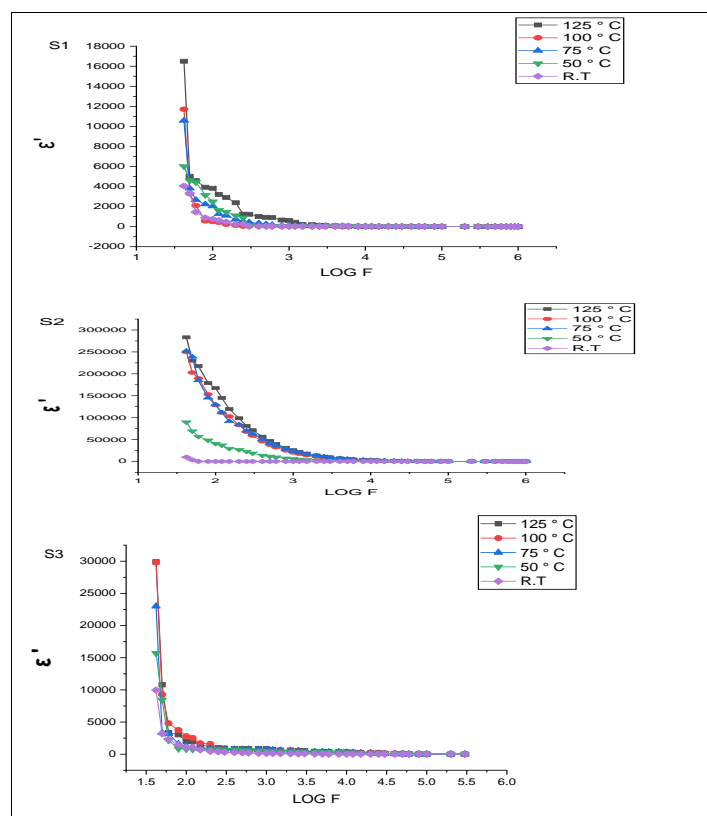 S1
125 ° C
100 ° C
75 ° C
50 ° C
R.T
18000
16000
14000
12000
10000
8000
6000
4000
2000
0
-2000
ε'
1 2 3 4 5 6
LOG F
S2
125 ° C
100 ° C
75 ° C
50 ° C
R.T
300000
250000
200000
150000
100000
50000
0
ε'
1 2 3 4 5 6
LOG F
S3
125 ° C
100 ° C
75 ° C
50 ° C
R.T
30000
25000
20000
15000
10000
5000
0
ε'
1.5 2.0 2.5 3.0 3.5 4.0 4.5 5.0 5.5 6.0
LOG F